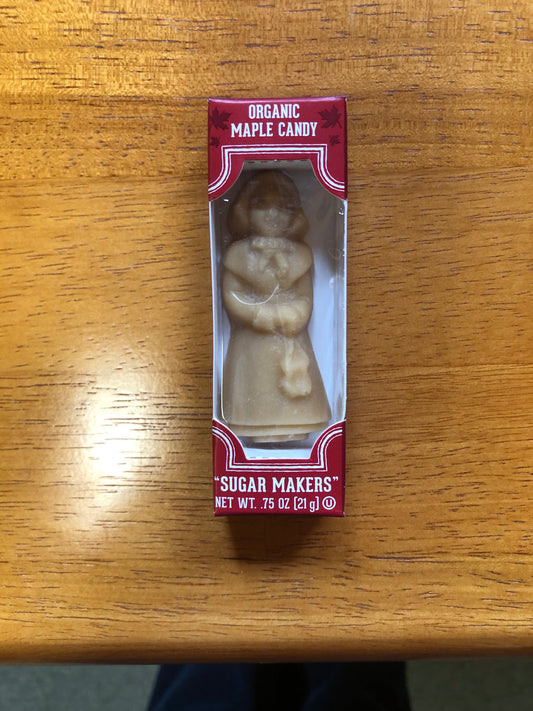 ORGANIC
MAPLE CANDY
"SUGAR MAKERS"
NET WT. .75 OZ [21 g] Ⓤ